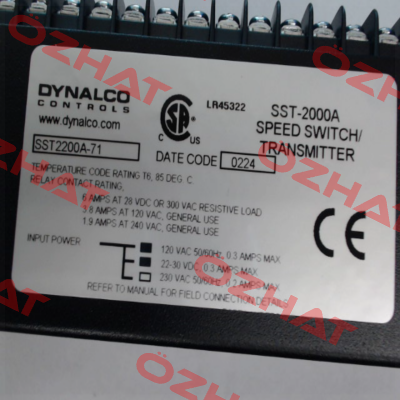 DYNALCO
CONTROLS
www.dynalco.com
LR45322
SA
C US
SST-2000A
SPEED SWITCH/
TRANSMITTER
SST2200A-71
DATE CODE 0224
TEMPERATURE CODE RATING T6, 85 DEG. C
RELAY CONTACT RATING,
6 AMPS AT 28 VDC OR 300 VAC RESISTIVE LOAD
3.8 AMPS AT 120 VAC, GENERAL USE
1.9 AMPS AT 240 VAC, GENERAL USE
INPUT POWER
120 VAC 50/60Hz, 0.3 AMPS MAX
22-30 VDC, 0.3 AMPS MAX
230 VAC 50/60Hz, 0.2 AMPS MAX
REFER TO MANUAL FOR FIELD CONNECTION DETAILS
CE
OZHAT
OZHAT
OZHAT
OZHAT
OZHAT